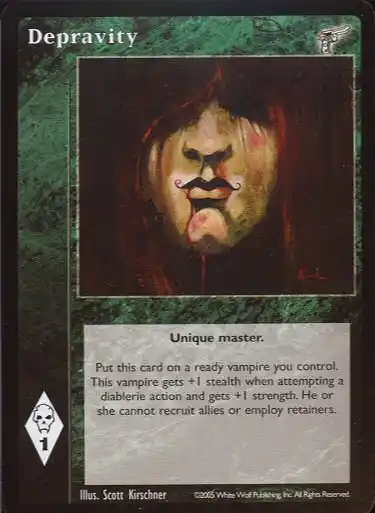 Depravity
Unique master.
Put this card on a ready vampire you control.
This vampire gets +1 stealth when attempting a
diablerie action and gets +1 strength. He or
she cannot recruit allies or employ retainers.
1
Illus. Scott Kirschner ©2005 White Wolf Publishing, Inc. All Rights Reserved.